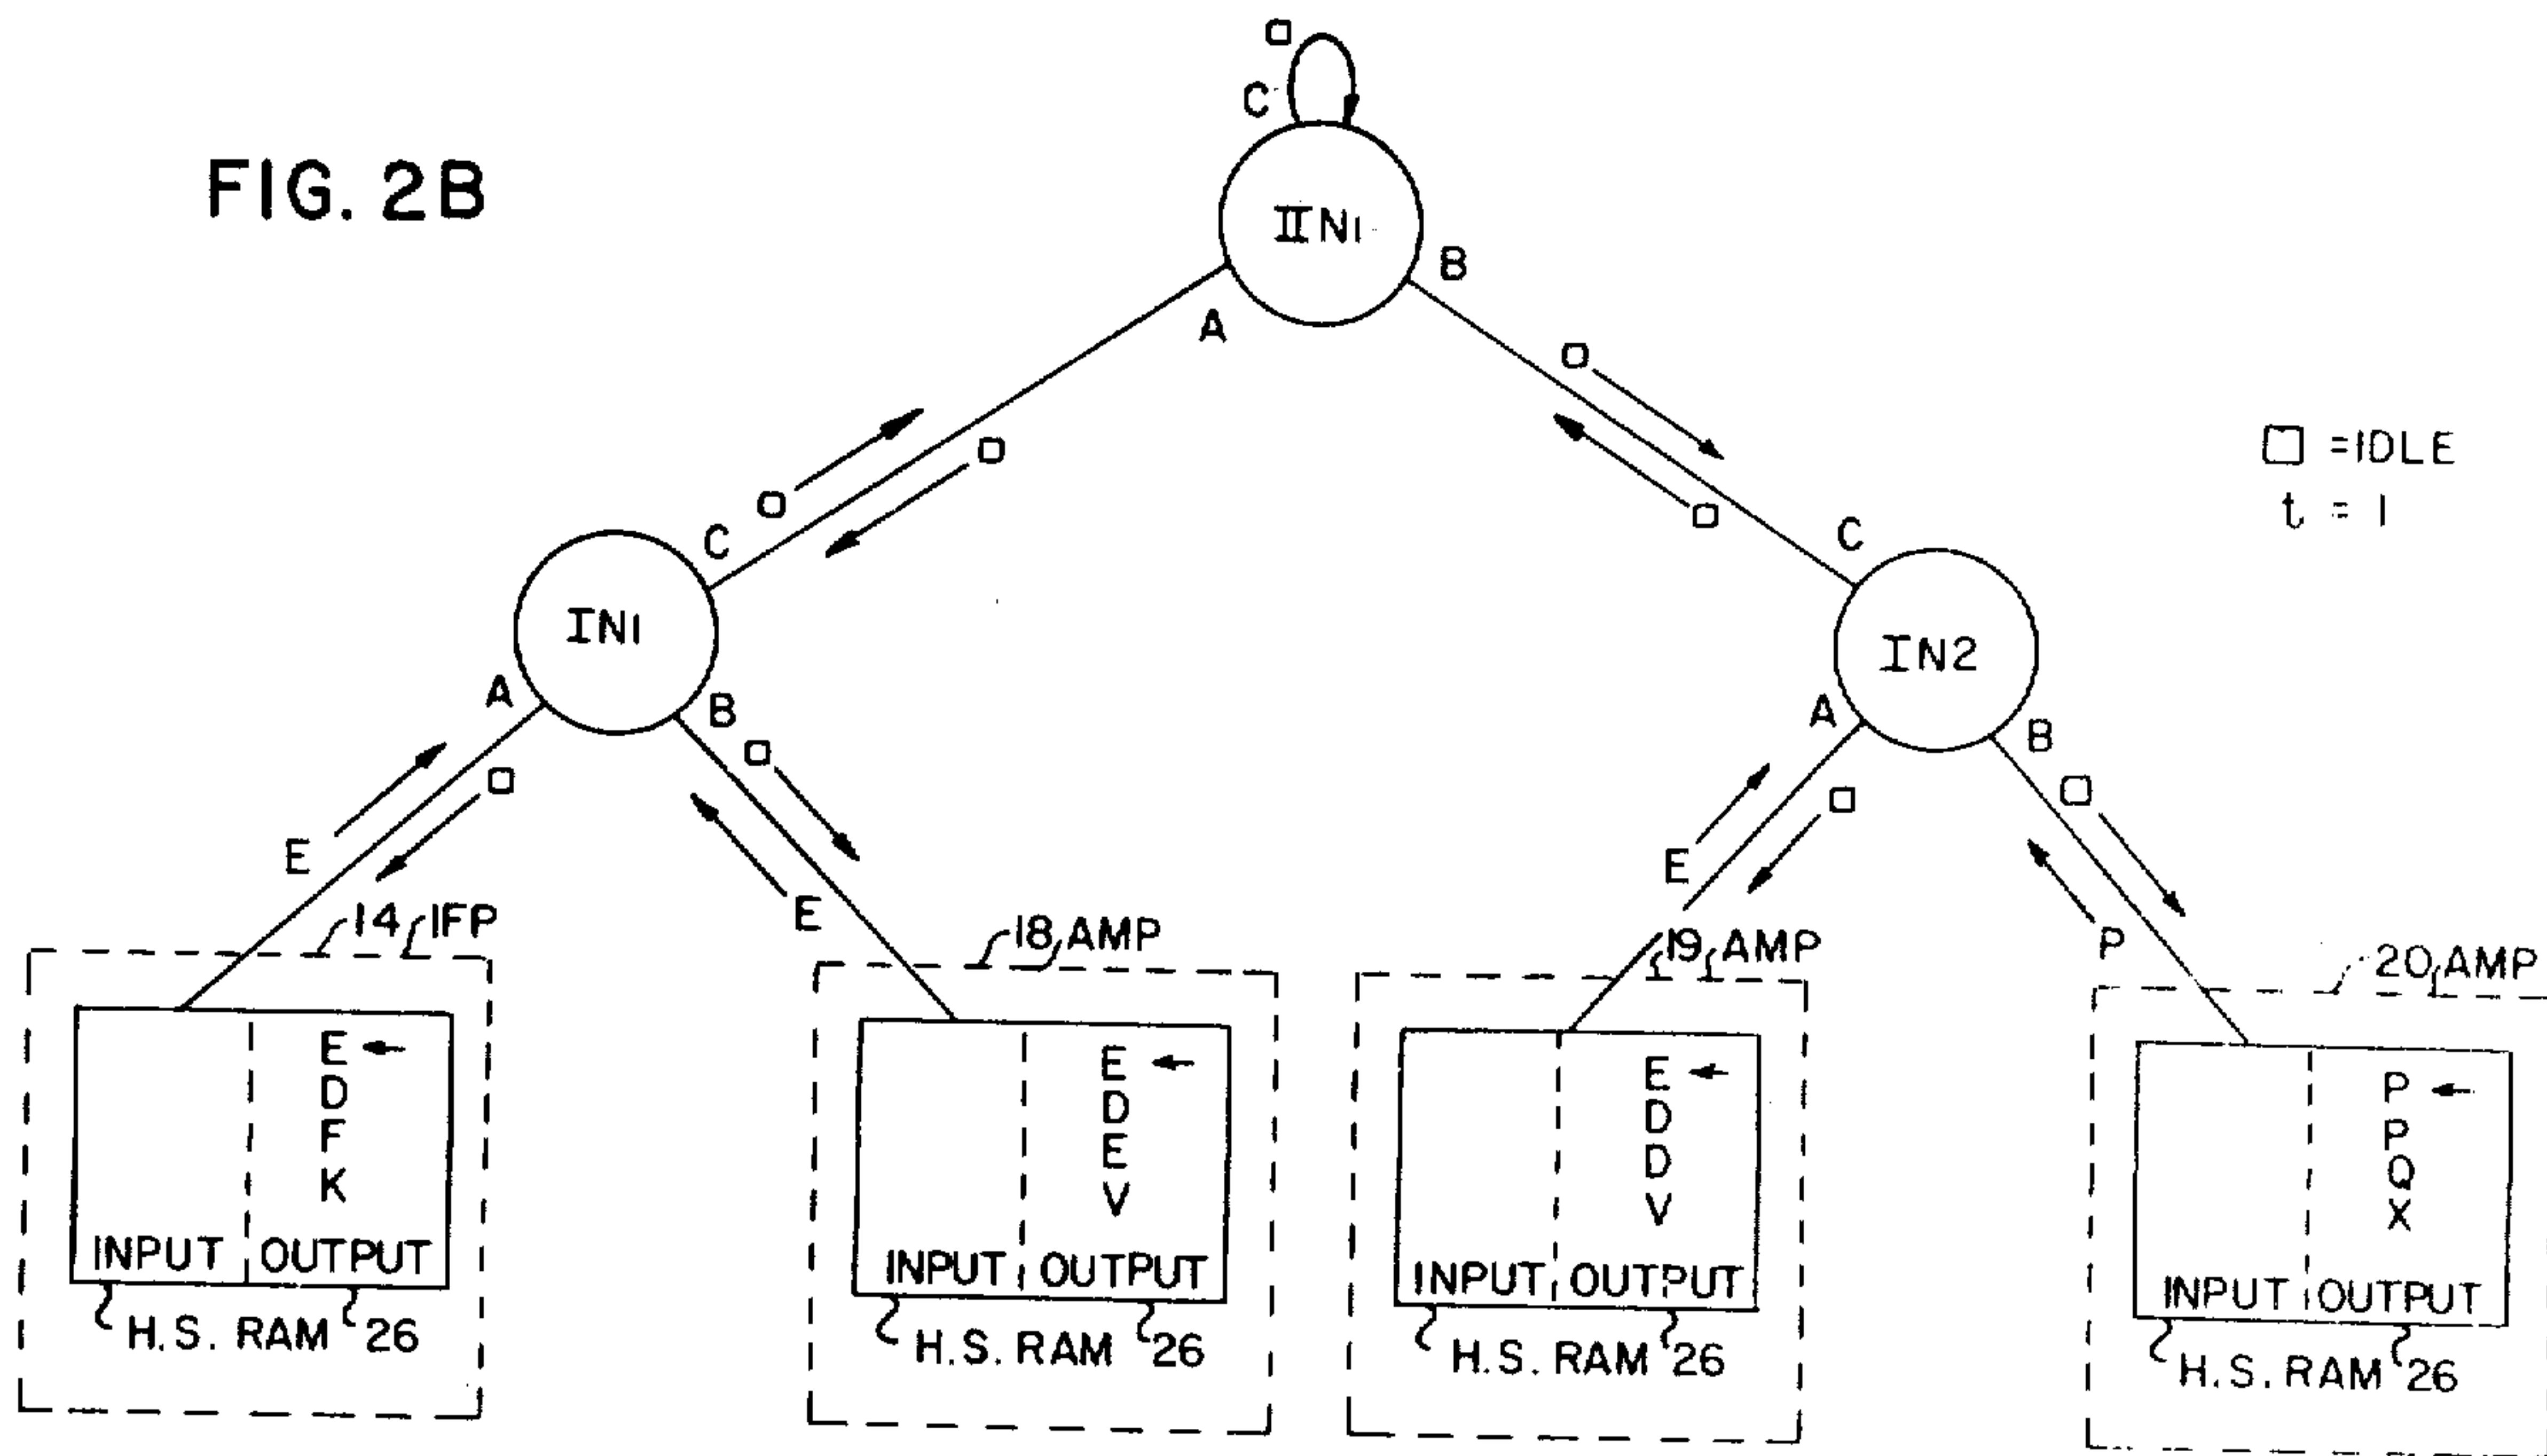 FIG. 2B
C
IIN1
B
A
□ =IDLE
t = 1
C
C
IN1
IN2
A
B
A
B
E
E
E
P
14 IFP
18 AMP
19 AMP
20 AMP
E
D
F
K
INPUT OUTPUT
H.S. RAM 26
E
D
E
V
INPUT OUTPUT
H.S. RAM 26
E
D
D
V
INPUT OUTPUT
H.S. RAM 26
P
P
Q
X
INPUT OUTPUT
H.S. RAM 26